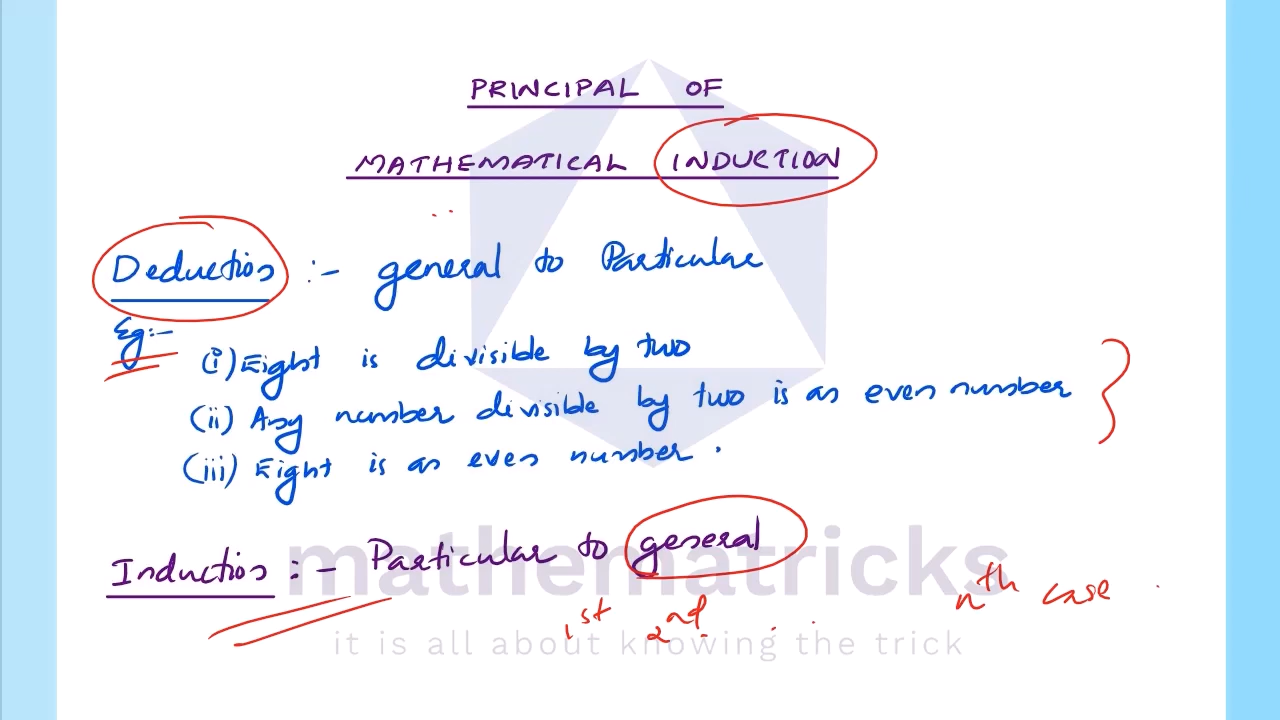 PRINCIPAL OF
MATHEMATICAL INDUCTION
Deduction :- general to Particular
Eg:-
(i) Eight is divisible by two
(ii) Any number divisible by two is an even number
(iii) Eight is an even number.
Induction :- Particular to general
mathematricks
1st 2nd . . nth case
it is all about knowing the trick